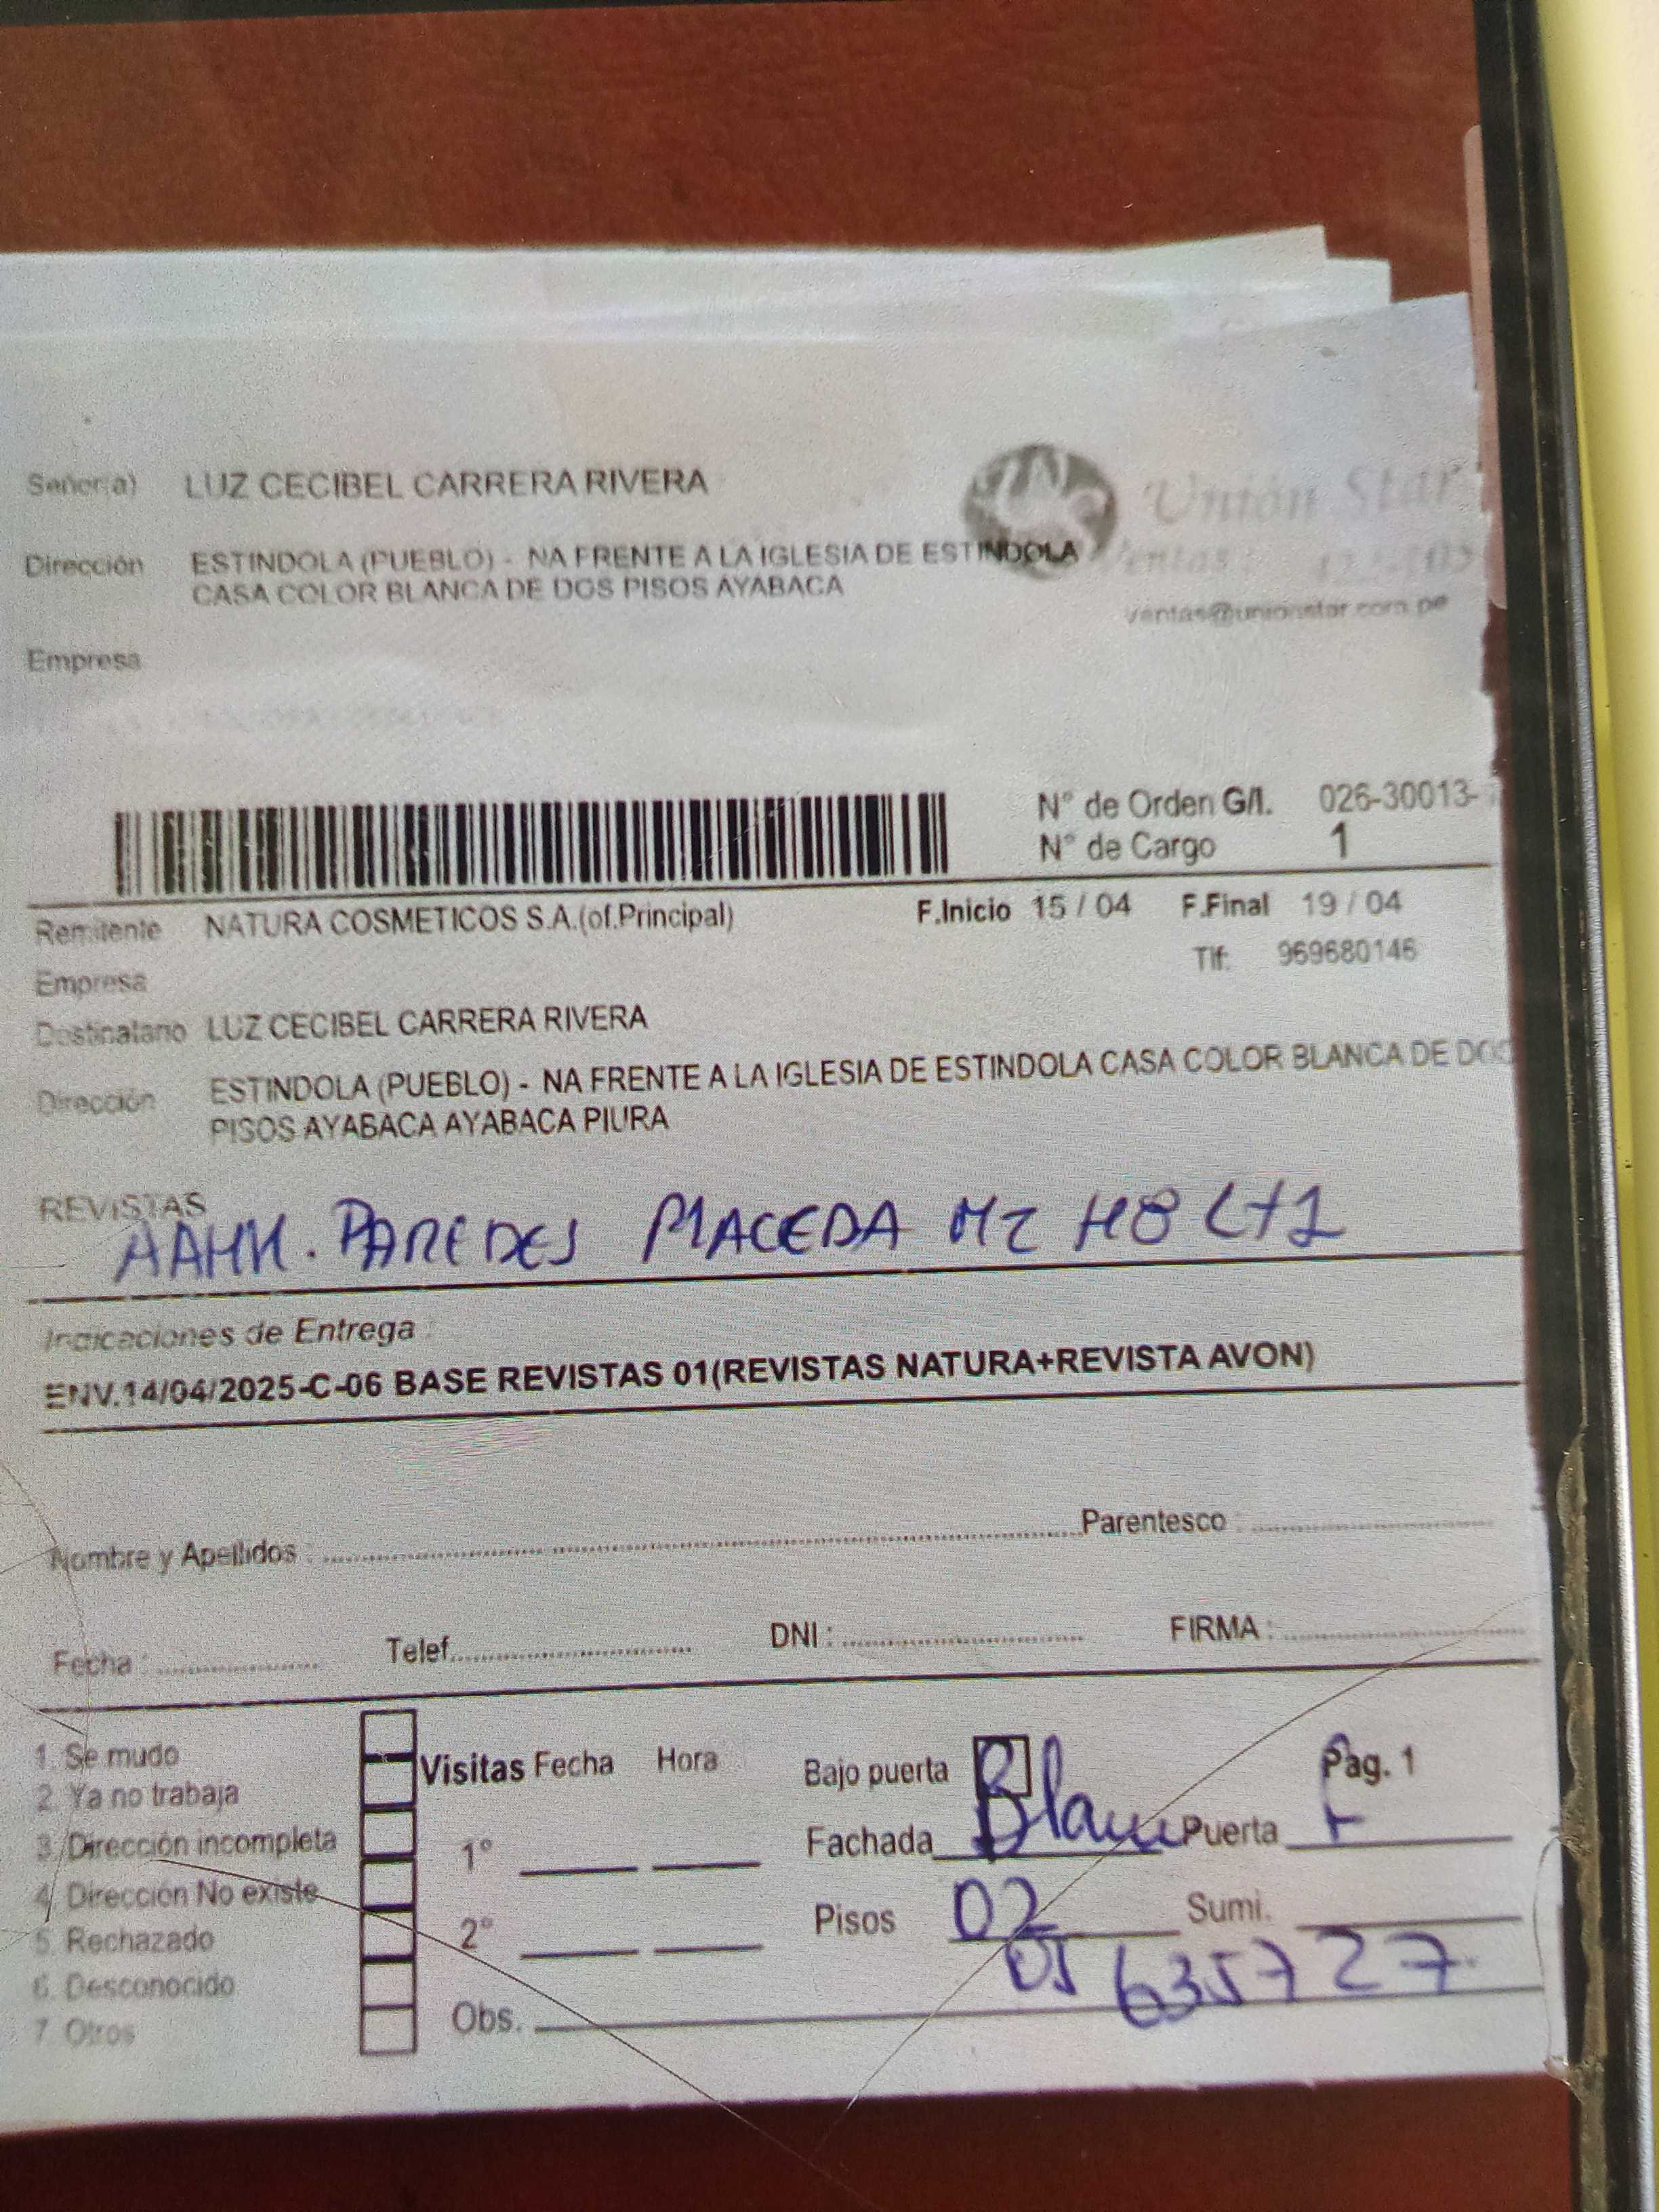 Señor(a) LUZ CECIBEL CARRERA RIVERA
Unión Star
Dirección ESTINDOLA (PUEBLO) - NA FRENTE A LA IGLESIA DE ESTINDOLA
CASA COLOR BLANCA DE DOS PISOS AYABACA
ventas@unionstar.com.pe
Empresa
N° de Orden G/I. 026-30013-
N° de Cargo 1
Remitente NATURA COSMETICOS S.A.(of.Principal) F.Inicio 15 / 04 F.Final 19 / 04
Tlf: 969680146
Empresa
Destinatario LUZ CECIBEL CARRERA RIVERA
Dirección ESTINDOLA (PUEBLO) - NA FRENTE A LA IGLESIA DE ESTINDOLA CASA COLOR BLANCA DE DOS
PISOS AYABACA AYABACA PIURA
REVISTAS
AAHH. PAREDES MACEDA MZ H8 LT1
Indicaciones de Entrega :
ENV.14/04/2025-C-06 BASE REVISTAS 01(REVISTAS NATURA+REVISTA AVON)
Nombre y Apellidos : Parentesco :
Fecha : Telef. DNI : FIRMA :
1. Se mudo
2. Ya no trabaja
3. Dirección incompleta
4. Dirección No existe
5. Rechazado
6. Desconocido
7. Otros
Visitas Fecha Hora
1°
2°
Obs.
Bajo puerta Pag. 1
Fachada Puerta F
Pisos 02 Sumi.
635727